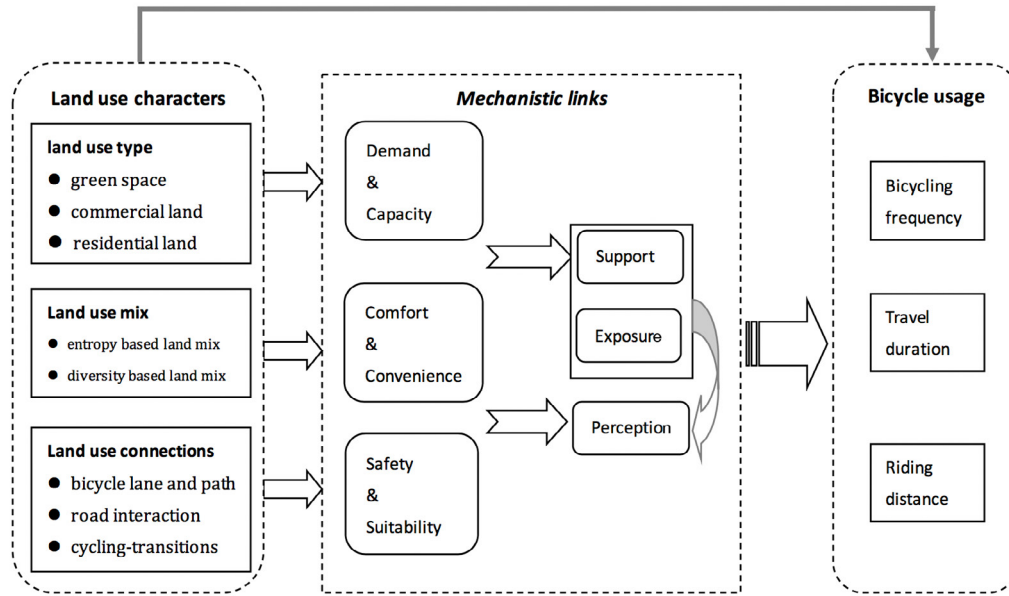 Land use characters
land use type
● green space
● commercial land
● residential land
Land use mix
● entropy based land mix
● diversity based land mix
Land use connections
● bicycle lane and path
● road interaction
● cycling-transitions
Mechanistic links
Demand
&
Capacity
Comfort
&
Convenience
Safety
&
Suitability
Support
Exposure
Perception
Bicycle usage
Bicycling
frequency
Travel
duration
Riding
distance